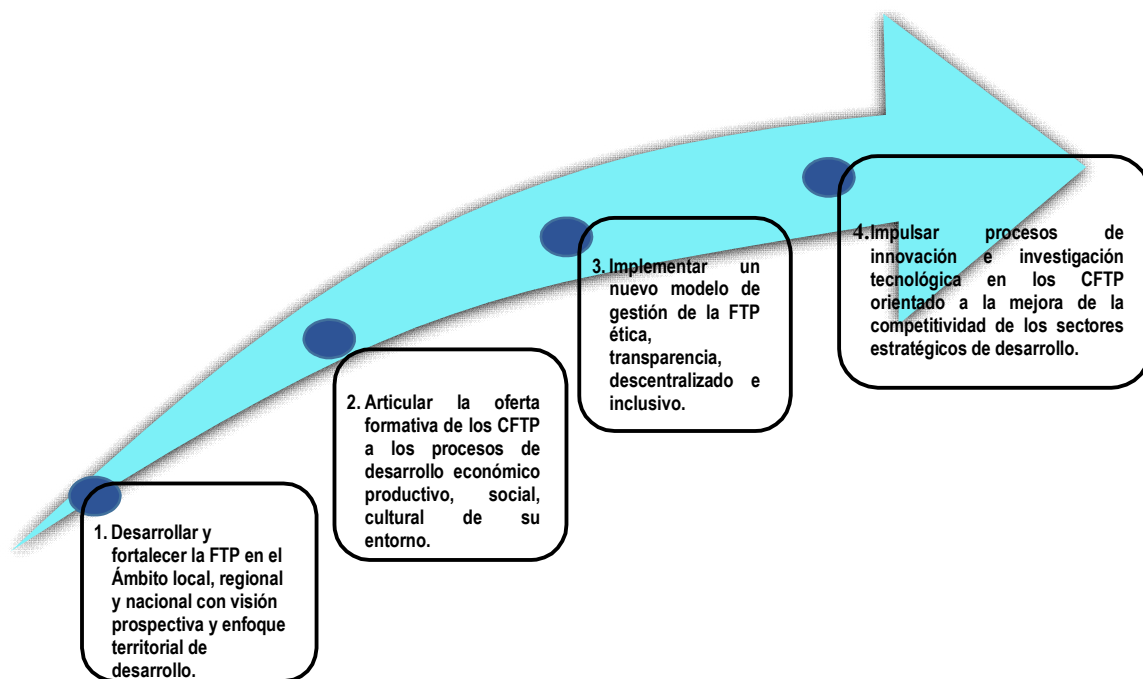 1. Desarrollar y
fortalecer la FTP en el
Ámbito local, regional
y nacional con visión
prospectiva y enfoque
territorial de
desarrollo.
2. Articular la oferta
formativa de los CFTP
a los procesos de
desarrollo económico
productivo, social,
cultural de su
entorno.
3. Implementar un
nuevo modelo de
gestión de la FTP
ética,
transparencia,
descentralizado e
inclusivo.
4. Impulsar procesos de
innovación e investigación
tecnológica en los CFTP
orientado a la mejora de la
competitividad de los sectores
estratégicos de desarrollo.